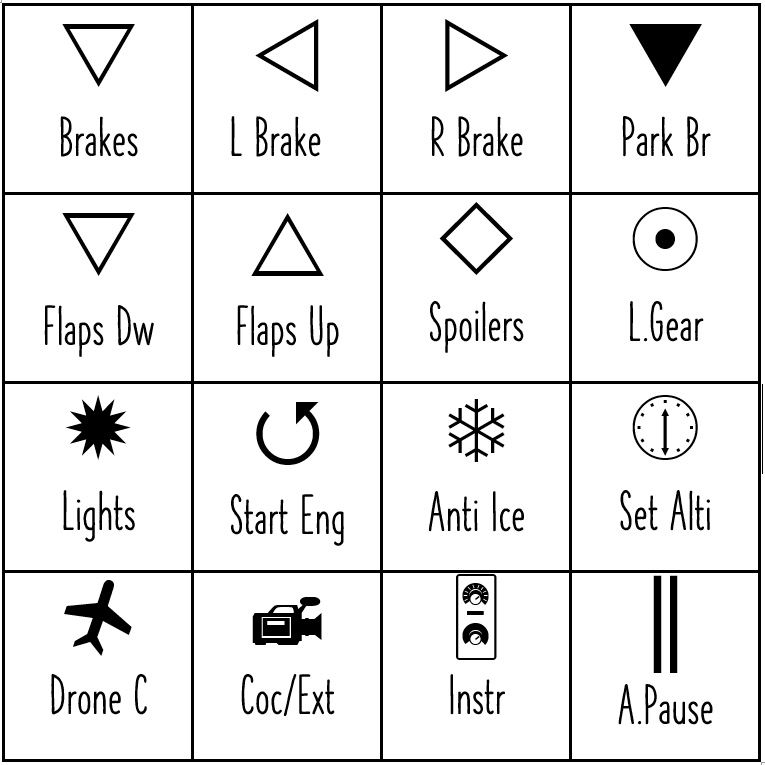 Brakes
L Brake
R Brake
Park Br
Flaps Dw
Flaps Up
Spoilers
L.Gear
Lights
Start Eng
Anti Ice
Set Alti
Drone C
Coc/Ext
Instr
A.Pause